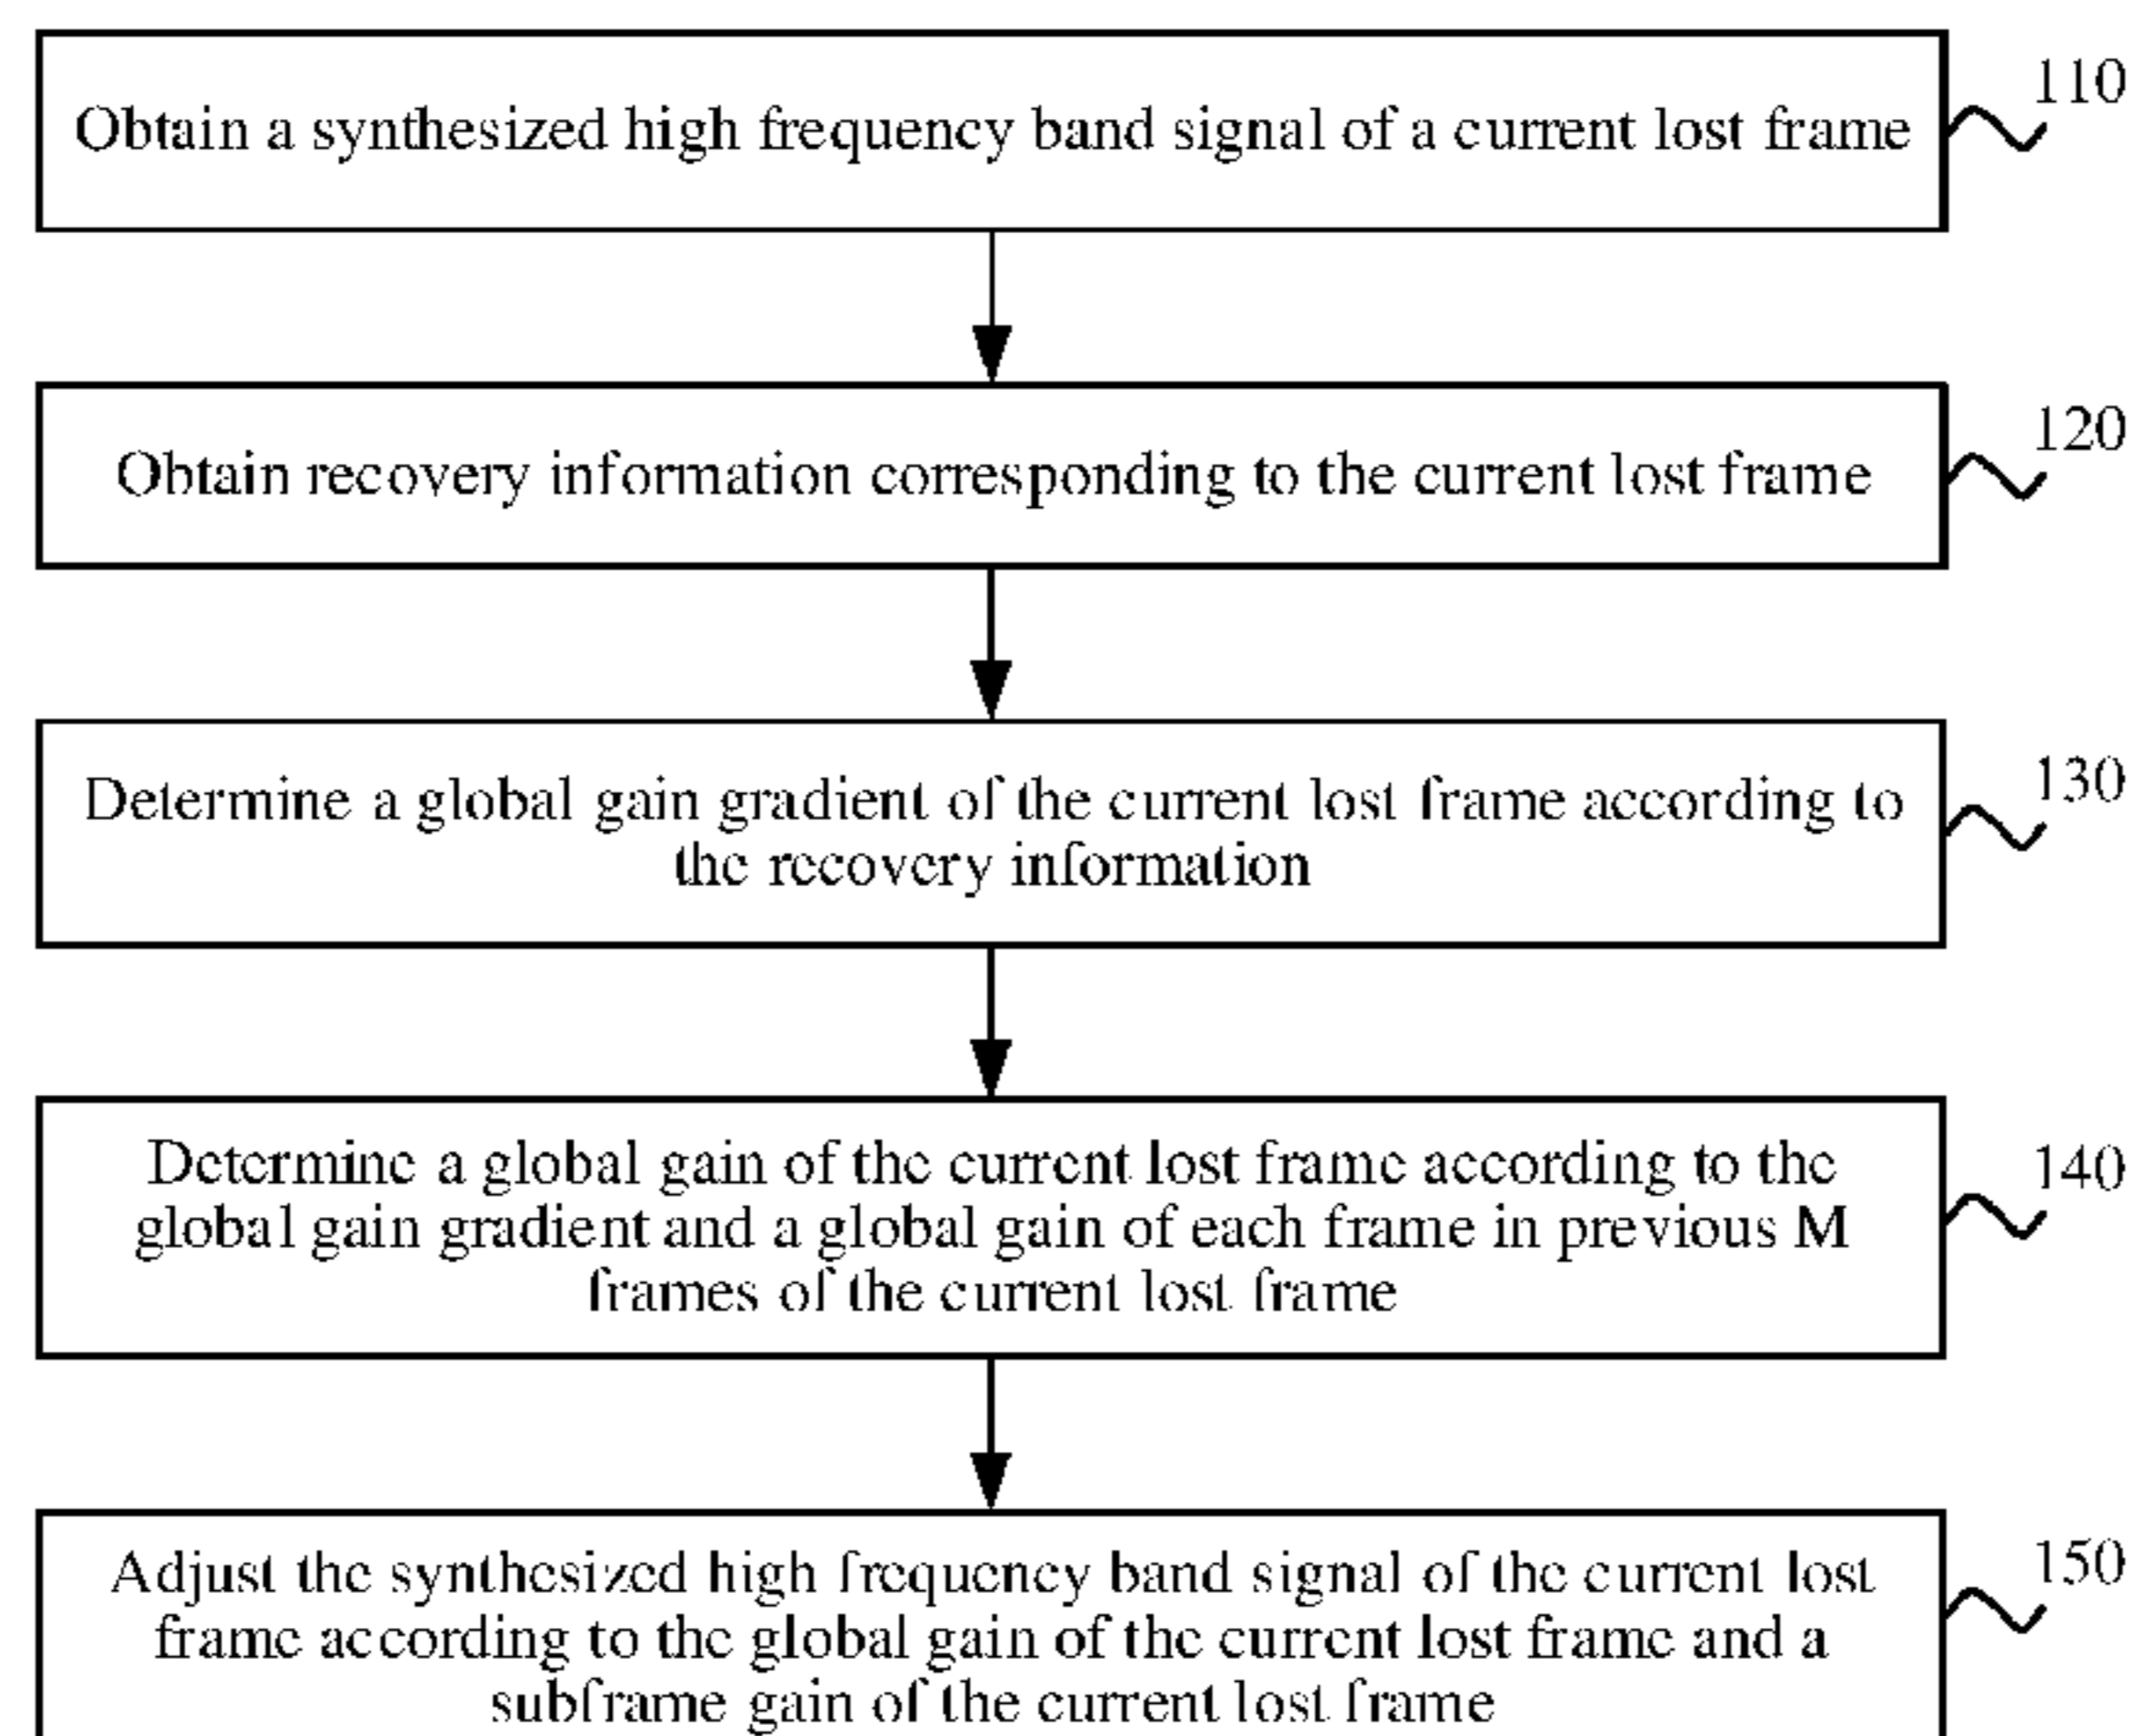 110
Obtain a synthesized high frequency band signal of a current lost frame
120
Obtain recovery information corresponding to the current lost frame
130
Determine a global gain gradient of the current lost frame according to
the recovery information
140
Determine a global gain of the current lost frame according to the
global gain gradient and a global gain of each frame in previous M
frames of the current lost frame
150
Adjust the synthesized high frequency band signal of the current lost
frame according to the global gain of the current lost frame and a
subframe gain of the current lost frame